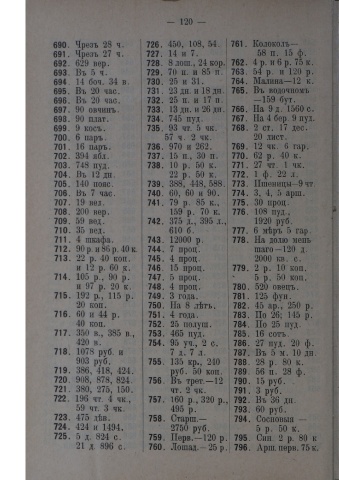 — 120 —
690. Чрезъ 28 ч.
691. Чрезъ 27 ч.
692. 629 вер.
693. Въ 5 ч.
694. 14 боч. 34 в.
695. Въ 20 час.
696. Въ 20 час.
697. 90 овчинъ.
698. 90 плат.
699. 9 косъ.
700. 6 паръ.
701. 16 паръ.
702. 394 ябл.
703. 748 пуд.
704. Въ 12 дн.
705. 140 пояс.
706. Въ 7 час.
707. 19 вед.
708. 200 вер.
709. 59 вед.
710. 35 вед.
711. 4 шкафа.
712. 90 р. и 86 р. 40 к.
713. 22 р. 40 коп.
и 12 р. 60 к.
714. 105 р., 90 р.
и 97 р. 20 к.
715. 192 р., 115 р.
20 коп.
716. 60 и 44 р.
40 коп.
717. 350 в., 385 в.,
420 в.
718. 1078 руб. и
903 руб.
719. 386, 418, 424.
720. 908, 878, 824.
721. 380, 275, 150.
722. 196 чт. 4 чк.,
59 чт. 3 чк.
723. 475 лѣв.
724. 424 и 1494.
725. 5 д. 824 с.
21 д. 896 с.
726. 450, 108, 54.
727. 14 и 7.
728. 8 лош., 24 кор.
729. 70 п. и 85 п.
730. 25 и 31.
731. 23 дн. и 18 дн.
732. 25 п. и 17 п.
733. 13 дн. и 26 дн.
734. 745 пуд.
735. 93 чт. 5 чк.
57 ч. 2 чк.
736. 970 и 262.
737. 15 п., 30 п.
738. 10 р. 50 к.
22 р. 50 к.
739. 388, 448, 588.
740. 60, 60 и 90.
741. 79 р. 85 к.,
159 р. 70 к.
742. 375 д., 395 д.,
610 б.
743. 12000 р.
744. 7 проц.
745. 4 проц.
746. 15 проц.
747. 5 проц.
748. 4 проц.
749. 3 года.
750. На 8 лѣтъ.
751. 4 года.
752. 25 полуш.
753. 465 пуд.
754. 95 уч., 2 с.
7 д. 7 л.
755. 135 кр., 240
руб. 50 коп.
756. Въ трет.—12
чт. 2 чк.
757. 160 р., 320 р.,
495 р.
758. Старш.—
2750 руб.
759. Перв.—120 р.
760. Лошад.—25 р.
761. Колоколъ—
58 п. 15 ф.
762. 4 р. и 6 р. 75 к.
763. 54 р. и 120 р.
764. Малина—12 к.
765. Въ водочномъ
—159 бут.
766. На 9 д. 1560 с.
767. На 4 бер. 9 пуд.
768. 2 ст. 17 дес.
20 лист.
769. 12 чк. 6 гар.
770. 62 р. 40 к.
771. 27 чт. 1 чк.
772. 1 ф. 22 л.
773. Пшеницы—9 чт.
774. 3, 4, 5 арш.
775. 30 проц.
776. 108 пуд.,
1920 руб.
777. 6 мѣръ 5 гар.
778. На долю мень
шаго—120 д.
2000 кв. с.
779. 2 р. 10 коп.
5 р. 50 коп.
780. 520 овецъ.
781. 125 фун.
782. 45 ар., 250 р.
783. По 26; 145 р.
784. По 25 пуд.
785. 16 сотъ.
786. 27 пуд. 20 ф.
787. Въ 5 м. 10 дн.
788. 28 р. 80 к.
789. 56 п. 28 ф.
790. 15 руб.
791. 3 руб.
792. Въ 36 дн.
793. 60 руб.
794. Сосновая —
5 р. 50 к.
795. Син. 2 р. 80 к
796. Арш. перв. 75 к.